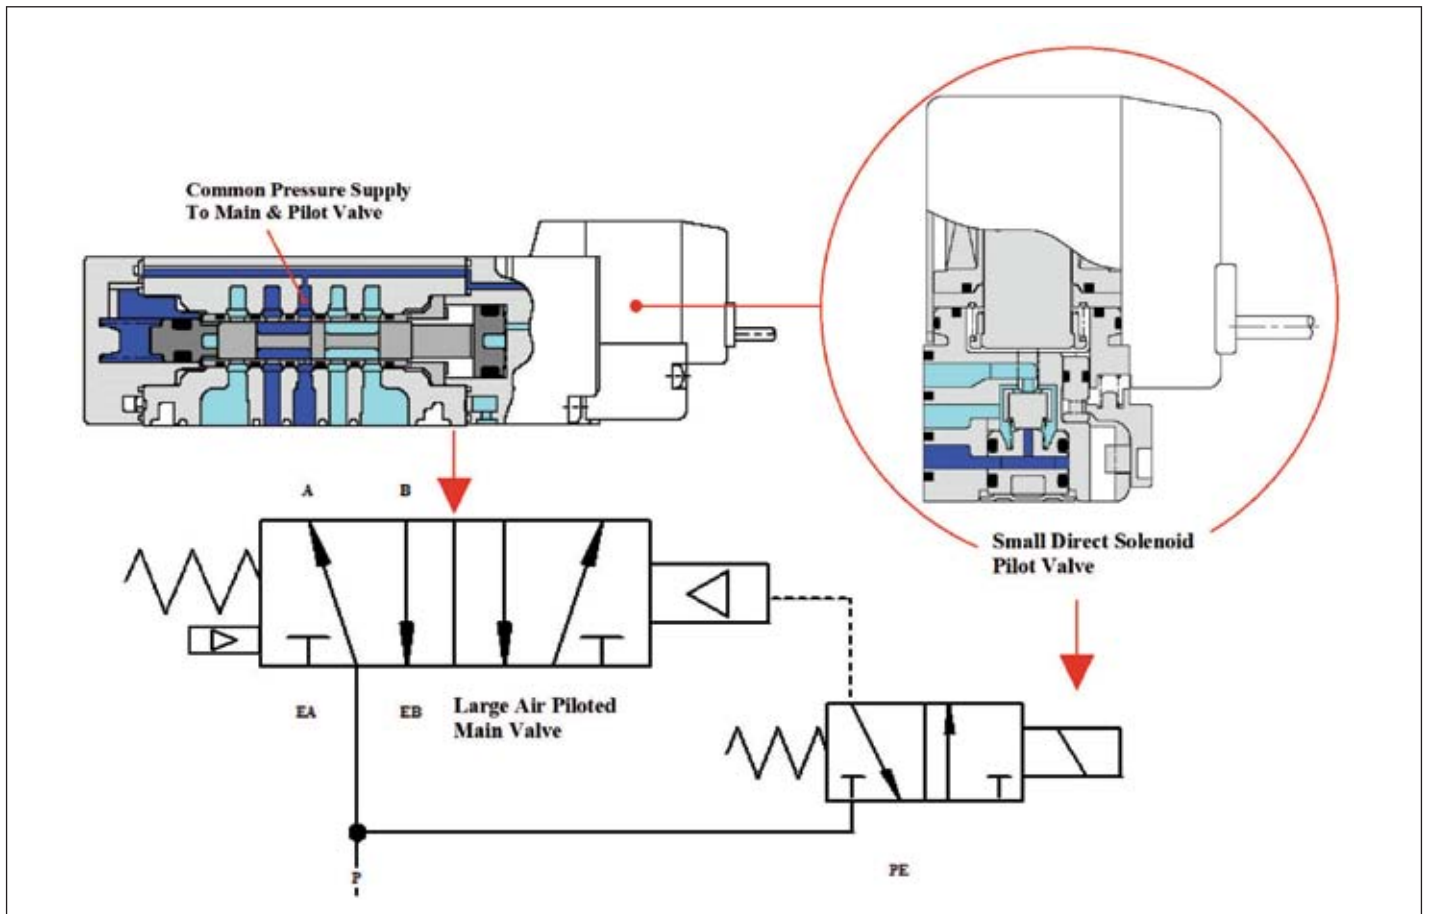 Common Pressure Supply
To Main & Pilot Valve
A
B
Small Direct Solenoid
Pilot Valve
EA
EB
Large Air Piloted
Main Valve
P
PE